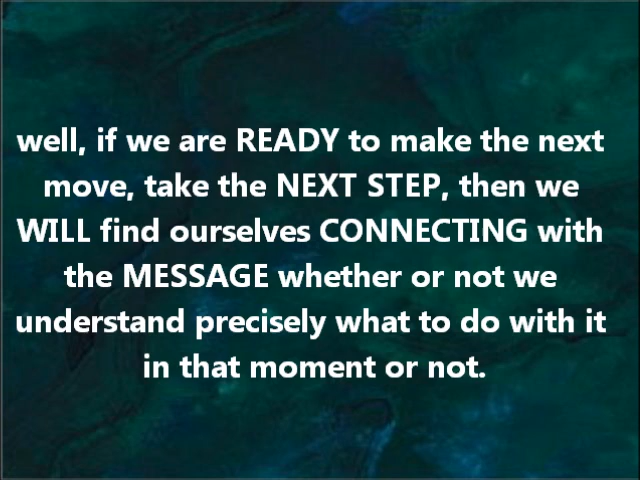 well, if we are READY to make the next
move, take the NEXT STEP, then we
WILL find ourselves CONNECTING with
the MESSAGE whether or not we
understand precisely what to do with it
in that moment or not.